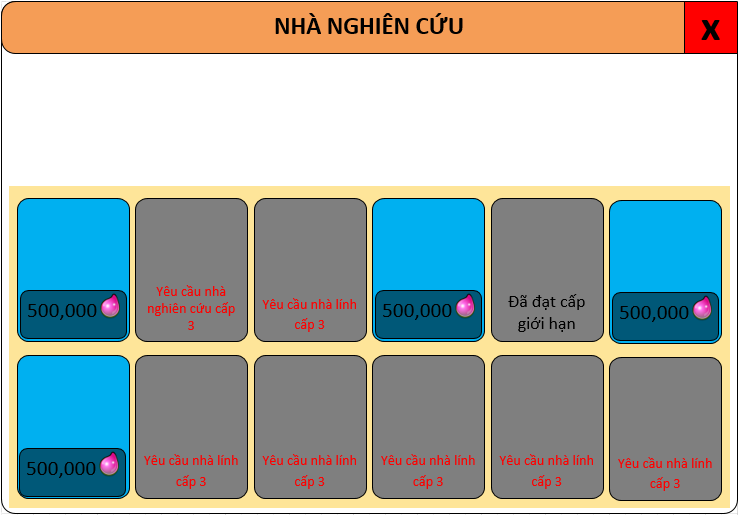 NHÀ NGHIÊN CỨU
X
500,000
Yêu cầu nhà
nghiên cứu cấp
3
Yêu cầu nhà lính
cấp 3
500,000
Đã đạt cấp
giới hạn
500,000
500,000
Yêu cầu nhà lính
cấp 3
Yêu cầu nhà lính
cấp 3
Yêu cầu nhà lính
cấp 3
Yêu cầu nhà lính
cấp 3
Yêu cầu nhà lính
cấp 3